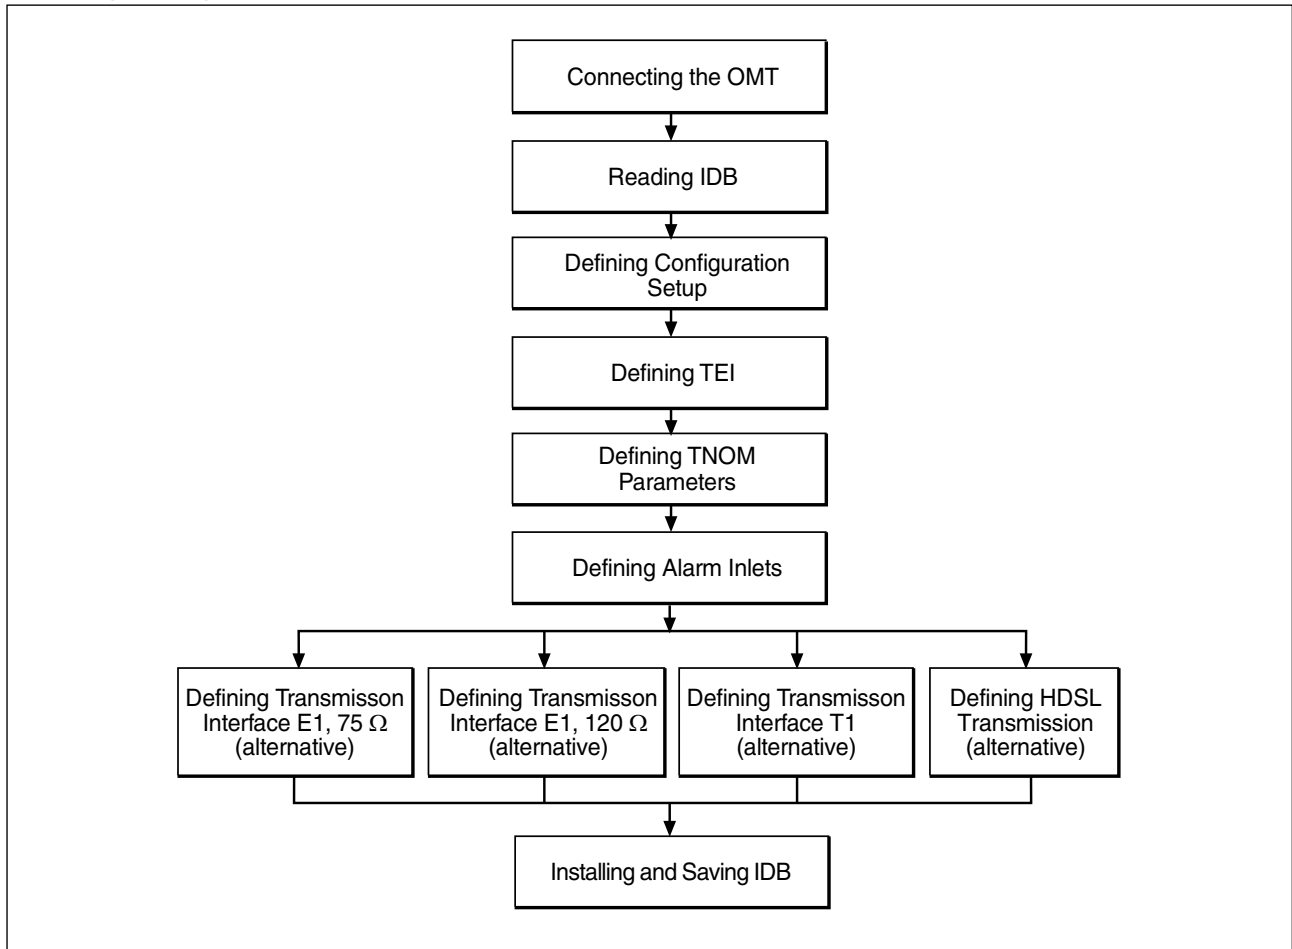 Connecting the OMT
Reading IDB
Defining Configuration
Setup
Defining TEI
Defining TNOM
Parameters
Defining Alarm Inlets
Defining Transmisson
Interface E1, 75 Ω
(alternative)
Defining Transmisson
Interface E1, 120 Ω
(alternative)
Defining Transmisson
Interface T1
(alternative)
Defining HDSL
Transmission
(alternative)
Installing and Saving IDB